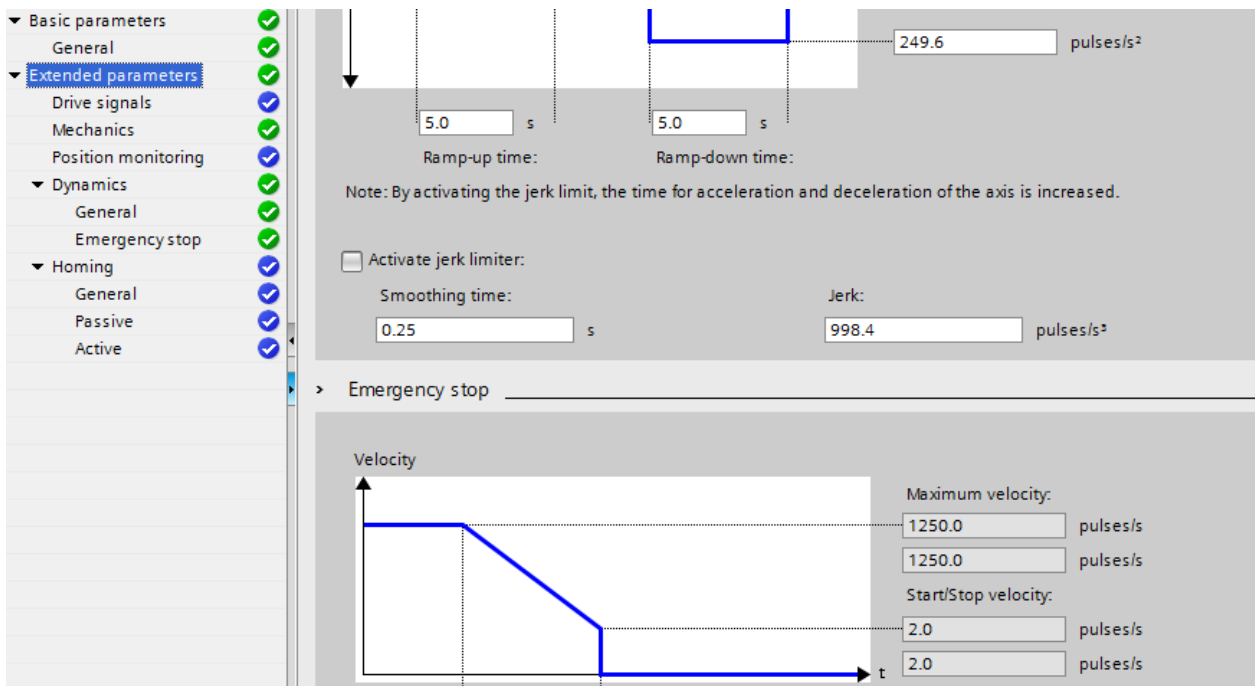 Basic parameters
General
Extended parameters
Drive signals
Mechanics
Position monitoring
Dynamics
General
Emergency stop
Homing
General
Passive
Active
249.6 pulses/s²
5.0 s 5.0 s
Ramp-up time: Ramp-down time:
Note: By activating the jerk limit, the time for acceleration and deceleration of the axis is increased.
Activate jerk limiter:
Smoothing time: Jerk:
0.25 s 998.4 pulses/s³
Emergency stop
Velocity
Maximum velocity:
1250.0 pulses/s
1250.0 pulses/s
Start/Stop velocity:
2.0 pulses/s
2.0 pulses/s
t